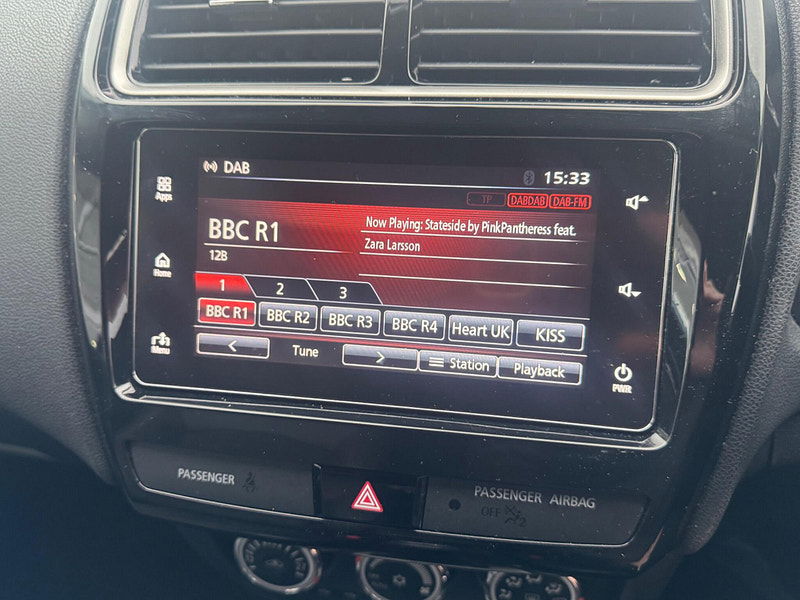 DAB
15:33
Apps
TP
DABDAB
DAB-FM
BBC R1
Now Playing: Stateside by PinkPantheress feat.
Zara Larsson
12B
Home
1
2
3
BBC R1
BBC R2
BBC R3
BBC R4
Heart UK
KISS
Menu
<
Tune
>
Station
Playback
PWR
PASSENGER
PASSENGER AIRBAG
OFF
2